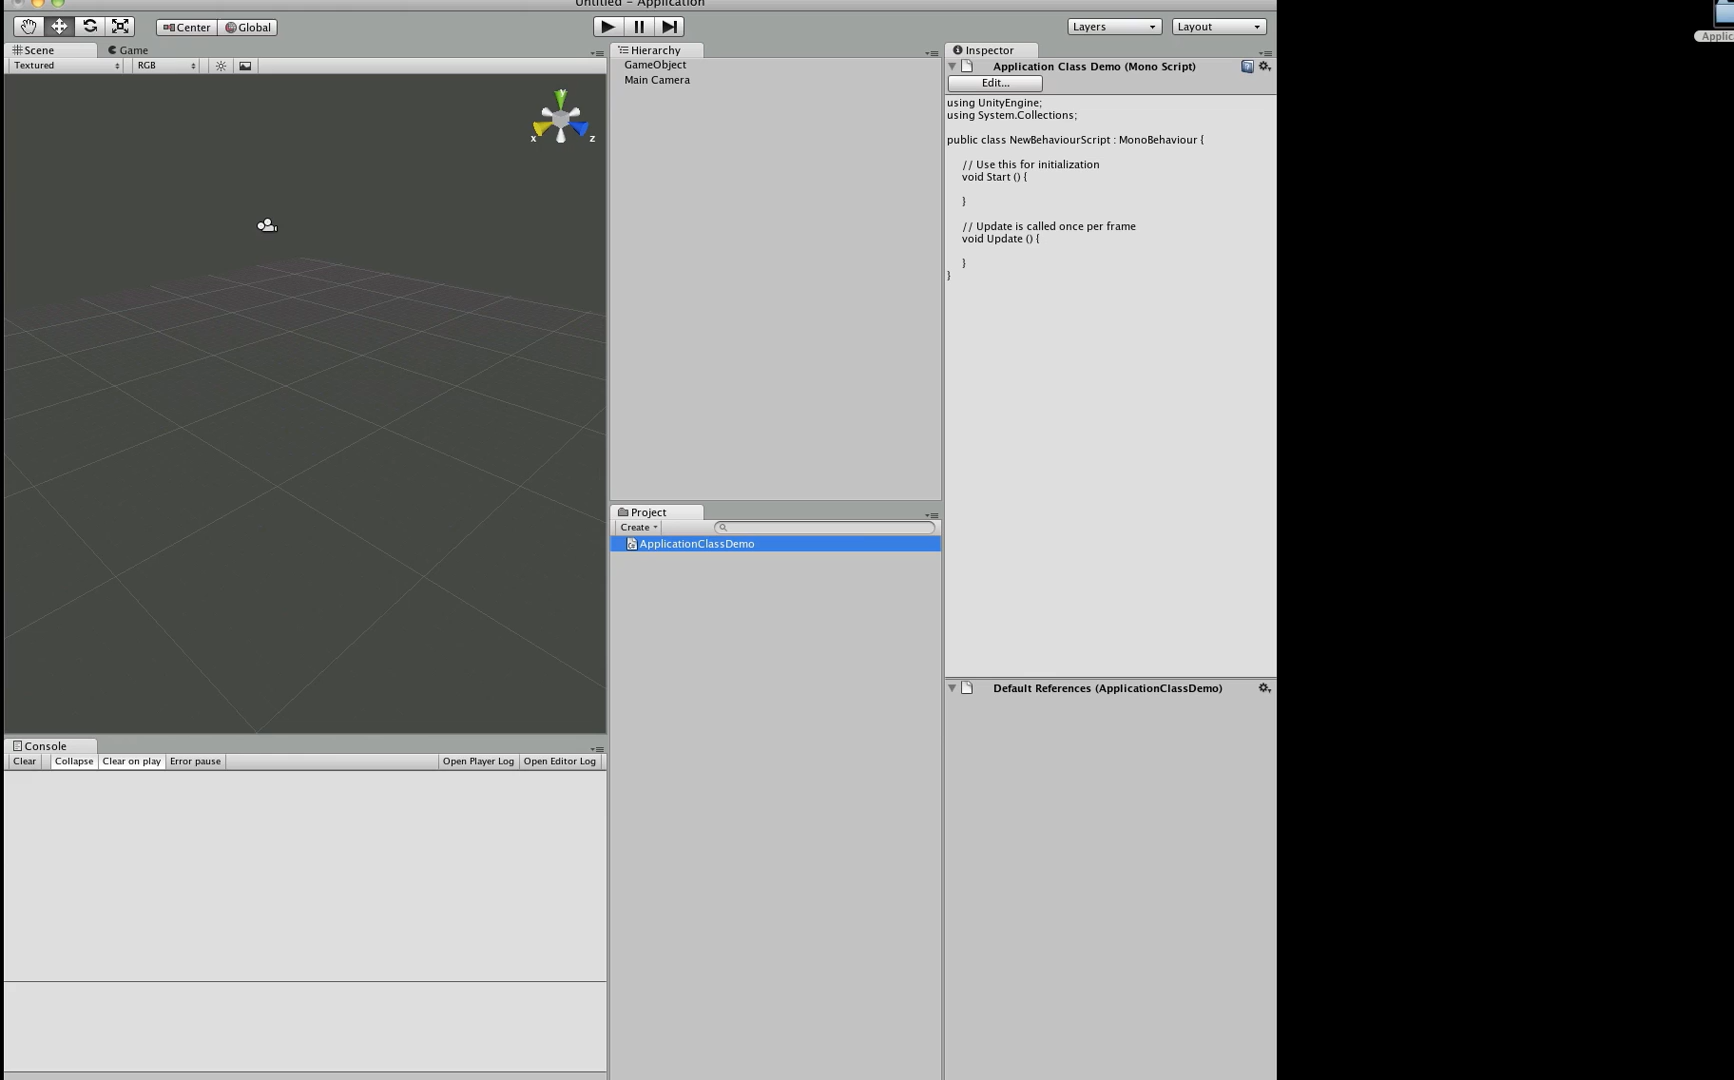 Untitled - Application
Center
Global
Layers
Layout
Scene
Game
Textured
RGB
y
x
z
Hierarchy
GameObject
Main Camera
Project
Create
ApplicationClassDemo
Inspector
Application Class Demo (Mono Script)
Edit...
using UnityEngine;
using System.Collections;
public class NewBehaviourScript : MonoBehaviour {
// Use this for initialization
void Start () {
}
// Update is called once per frame
void Update () {
}
}
Default References (ApplicationClassDemo)
Console
Clear
Collapse
Clear on play
Error pause
Open Player Log
Open Editor Log